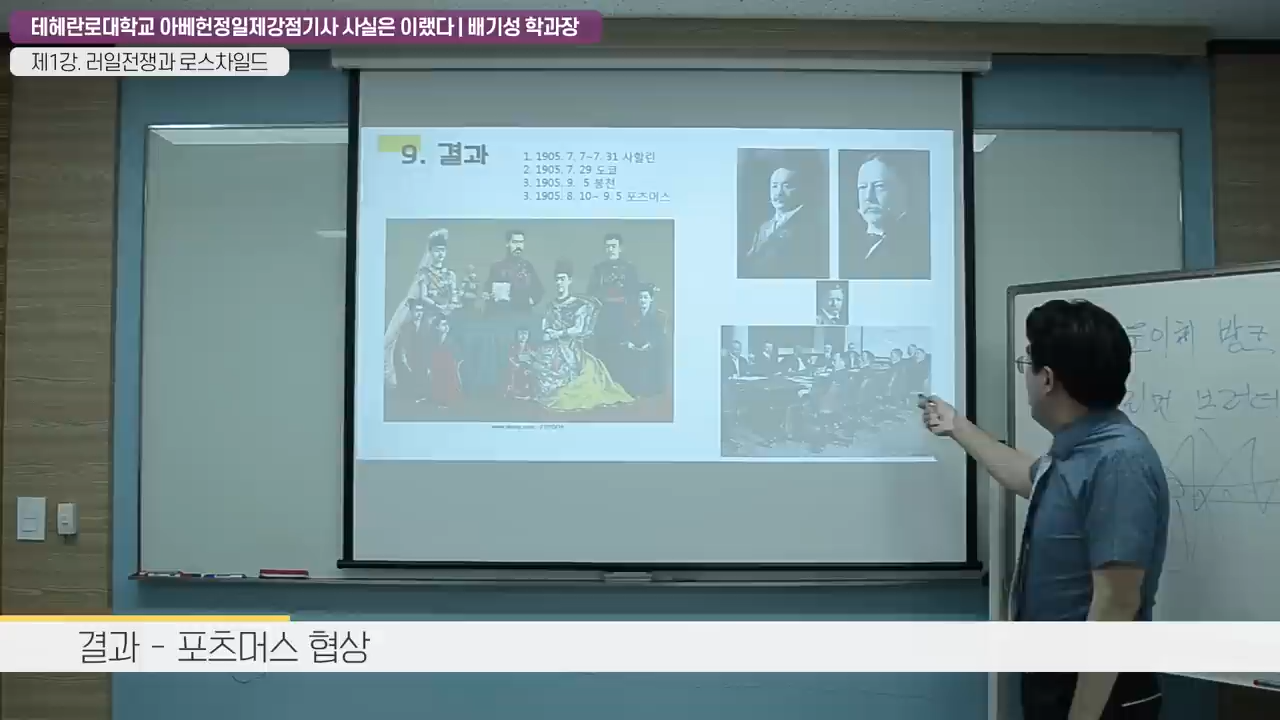 테헤란로대학교 아베헌정일제강점기사 사실은 이랬다 | 배기성 학과장
제1강. 러일전쟁과 로스차일드
9. 결과
1. 1905. 7. 7~7. 31 사할린
2. 1905. 7. 29 도쿄
3. 1905. 9. 5 봉천
3. 1905. 8. 10~ 9. 5 포츠머스
결과 - 포츠머스 협상